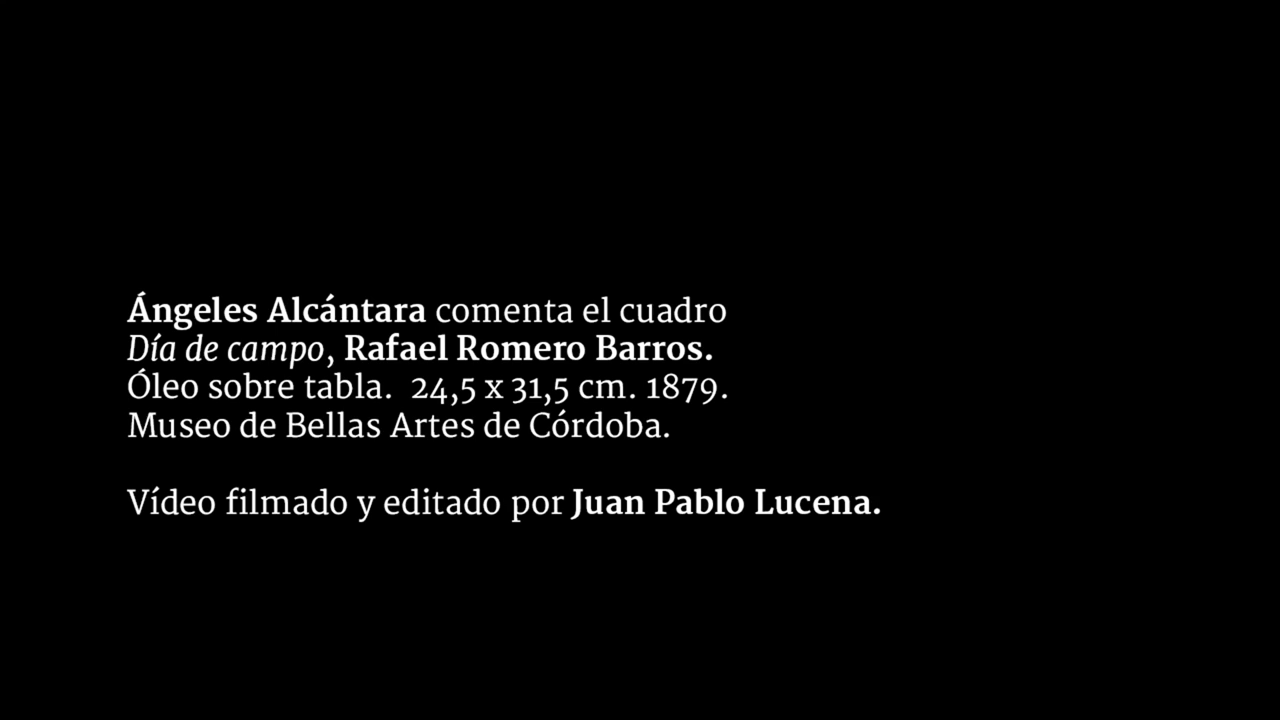 Ángeles Alcántara comenta el cuadro
Día de campo, Rafael Romero Barros.
Óleo sobre tabla.  24,5 x 31,5 cm. 1879.
Museo de Bellas Artes de Córdoba.
Vídeo filmado y editado por Juan Pablo Lucena.